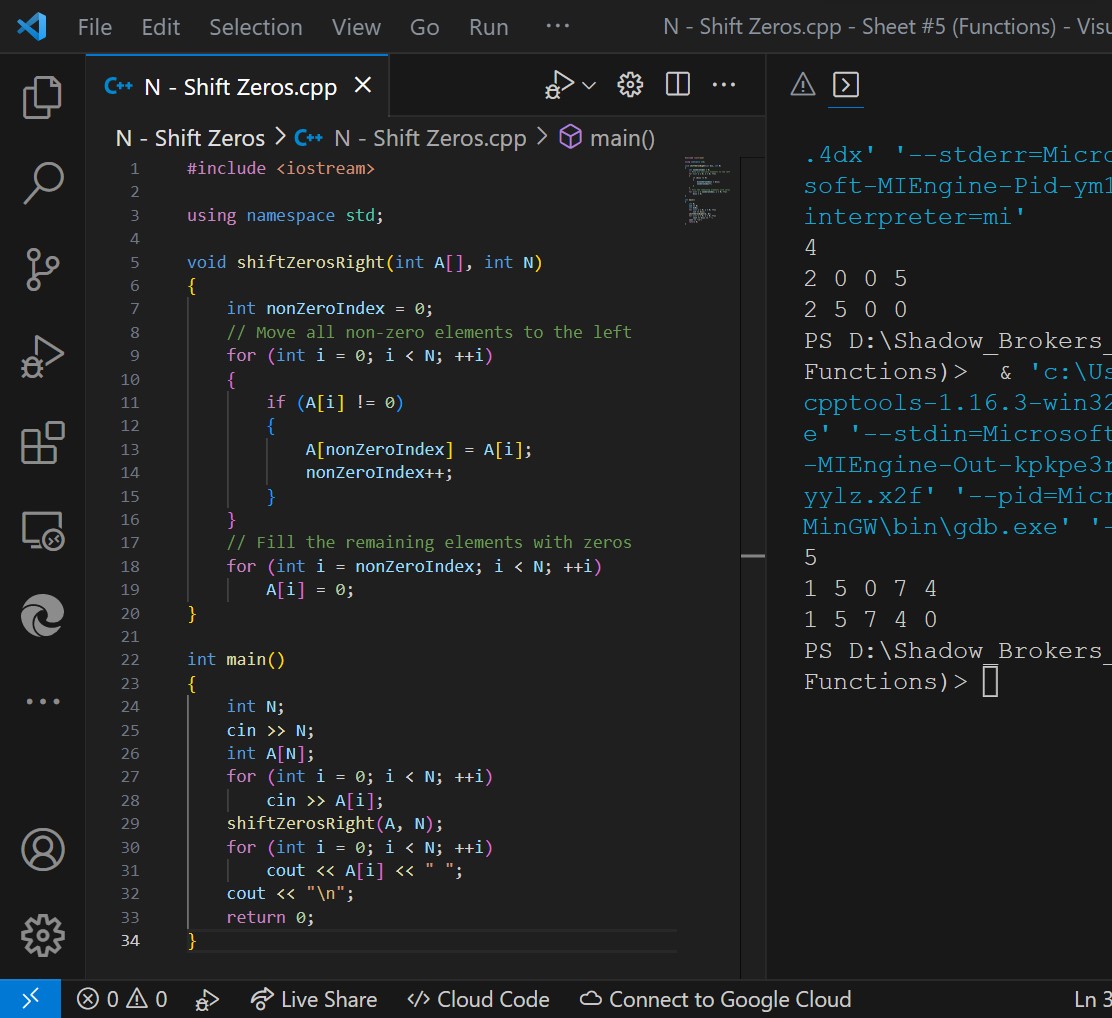 File Edit Selection View Go Run ··· N - Shift Zeros.cpp - Sheet #5 (Functions) - Visu
C++ N - Shift Zeros.cpp ×
N - Shift Zeros > C++ N - Shift Zeros.cpp > main()
1 #include <iostream>
2
3 using namespace std;
4
5 void shiftZerosRight(int A[], int N)
6 {
7 int nonZeroIndex = 0;
8 // Move all non-zero elements to the left
9 for (int i = 0; i < N; ++i)
10 {
11 if (A[i] != 0)
12 {
13 A[nonZeroIndex] = A[i];
14 nonZeroIndex++;
15 }
16 }
17 // Fill the remaining elements with zeros
18 for (int i = nonZeroIndex; i < N; ++i)
19 A[i] = 0;
20 }
21
22 int main()
23 {
24 int N;
25 cin >> N;
26 int A[N];
27 for (int i = 0; i < N; ++i)
28 cin >> A[i];
29 shiftZerosRight(A, N);
30 for (int i = 0; i < N; ++i)
31 cout << A[i] << " ";
32 cout << "\n";
33 return 0;
34 }
.4dx' '--stderr=Micro
soft-MIEngine-Pid-ym1
interpreter=mi'
4
2 0 0 5
2 5 0 0
PS D:\Shadow_Brokers_
Functions)> & 'c:\Us
cpptools-1.16.3-win32
e' '--stdin=Microsoft
-MIEngine-Out-kpkpe3r
yylz.x2f' '--pid=Micr
MinGW\bin\gdb.exe' '-
5
1 5 0 7 4
1 5 7 4 0
PS D:\Shadow_Brokers_
Functions)>
0 0 Live Share Cloud Code Connect to Google Cloud Ln 3